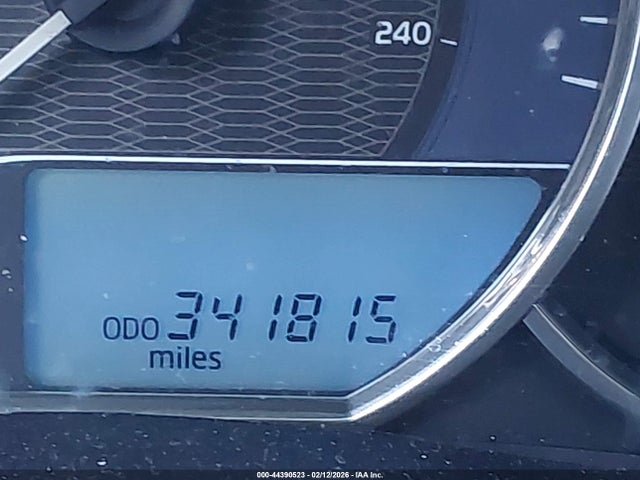 240
ODO 341815
miles
000-44390523 - 02/12/2026 - IAA Inc.